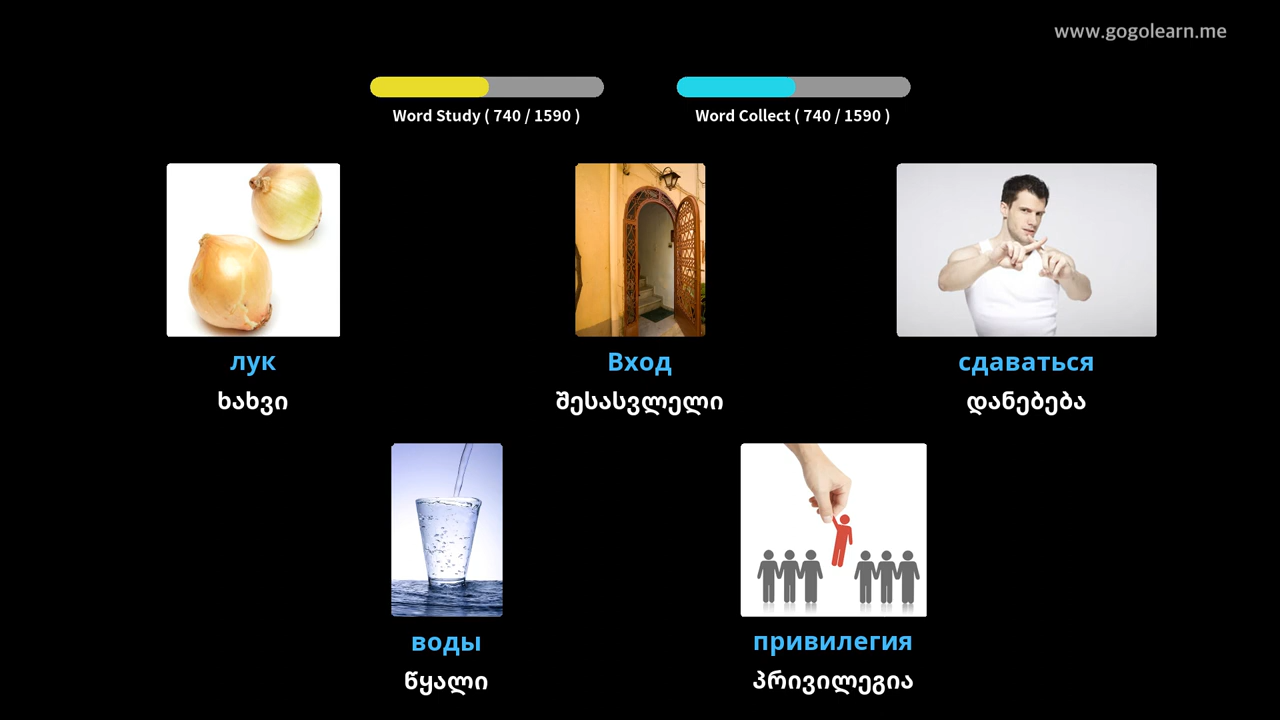 www.gogolearn.me
Word Study ( 740 / 1590 )
Word Collect ( 740 / 1590 )
лук
ხახვი
Вход
შესასვლელი
сдаваться
დანებება
воды
წყალი
привилегия
პრივილეგია